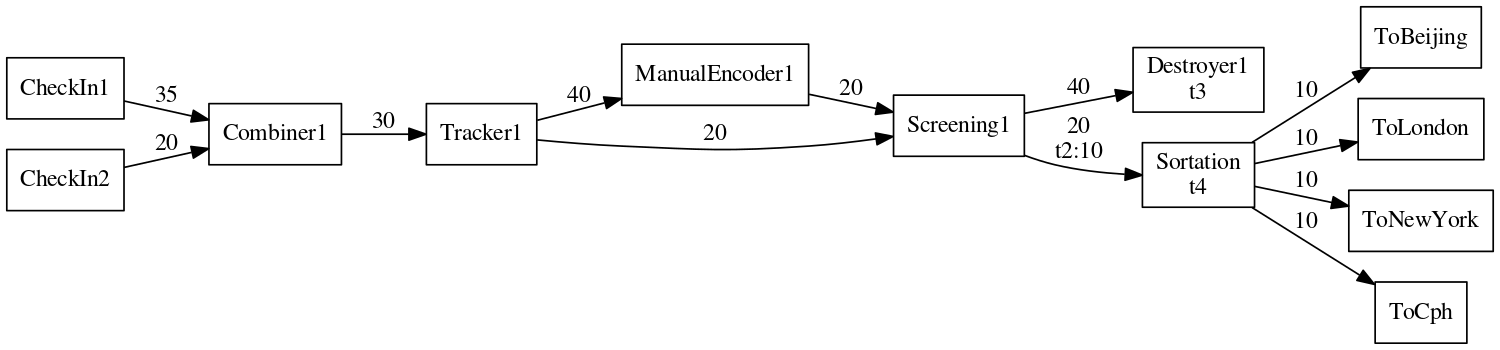 CheckIn1
35
CheckIn2
20
Combiner1
30
Tracker1
40
20
ManualEncoder1
20
Screening1
40
20
t2:10
Destroyer1
t3
Sortation
t4
10
10
10
10
ToBeijing
ToLondon
ToNewYork
ToCph